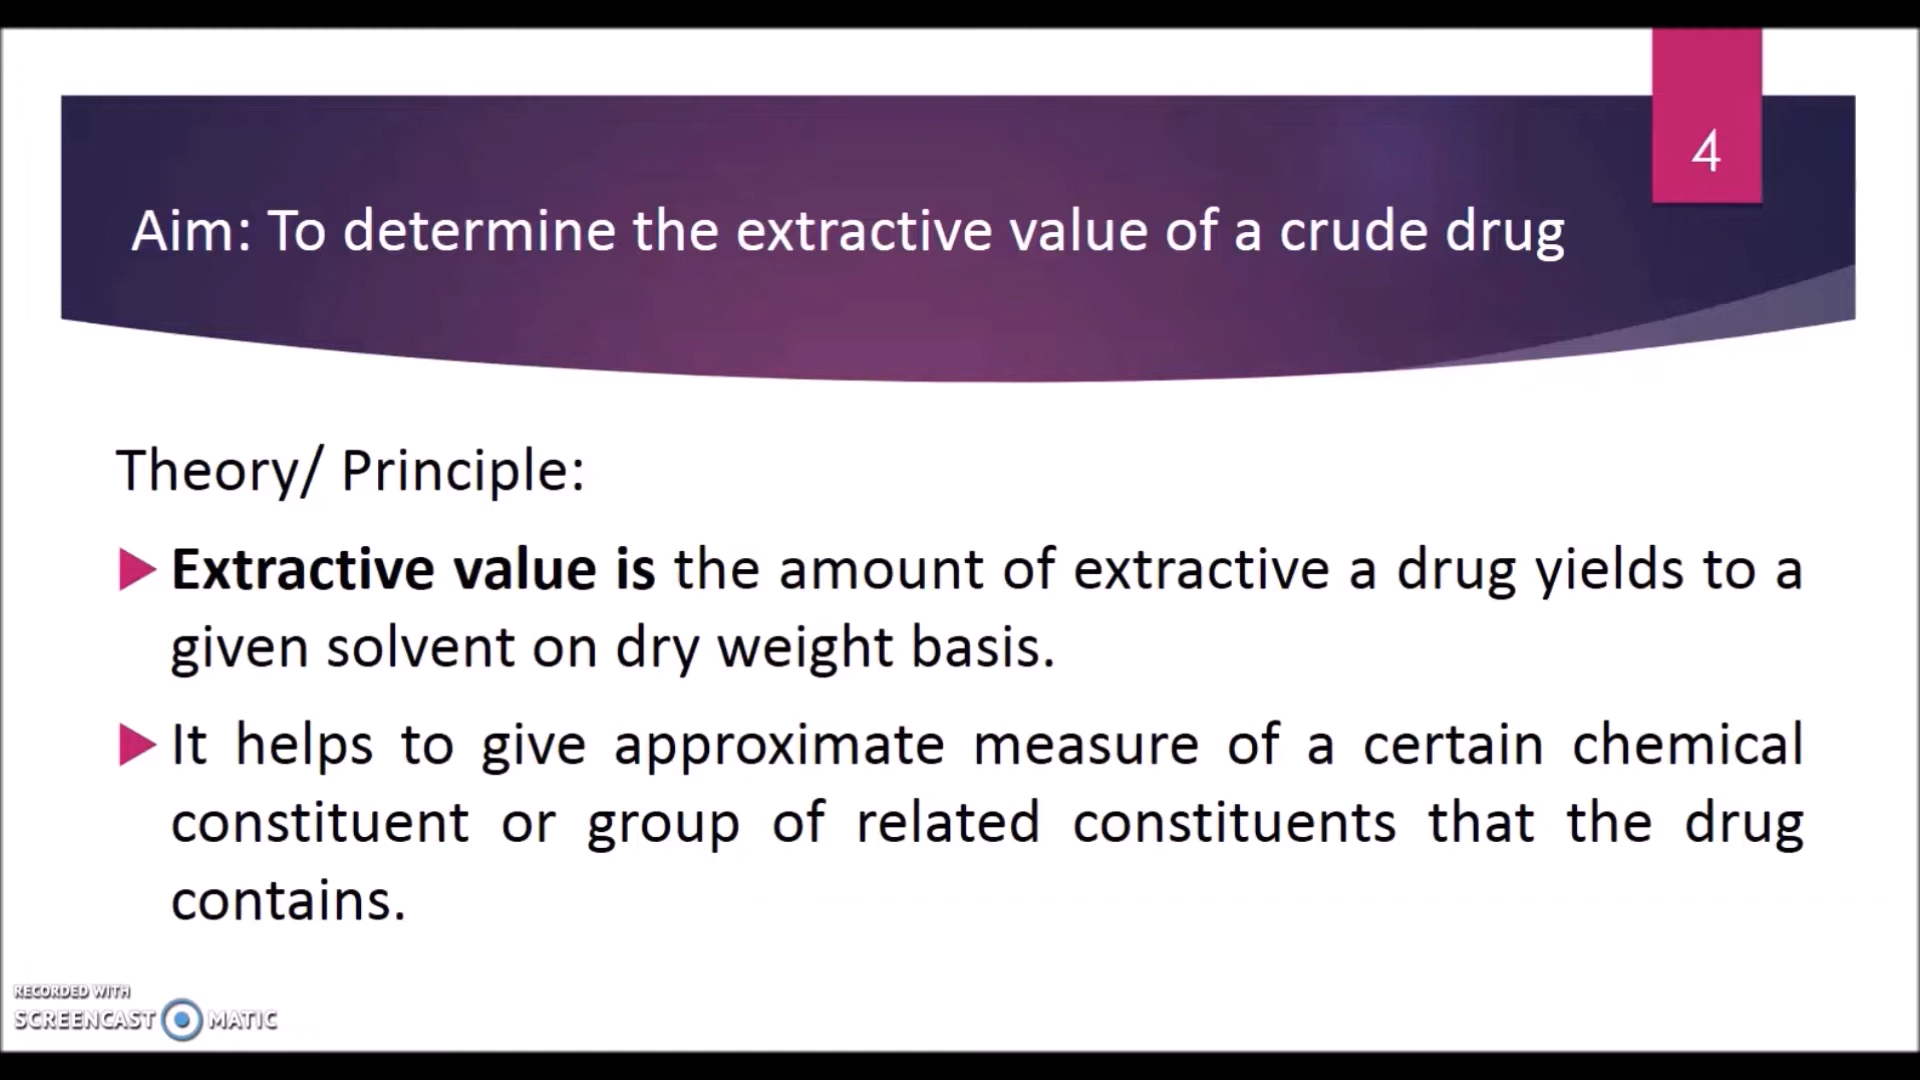 4
Aim: To determine the extractive value of a crude drug
Theory/ Principle:
Extractive value is the amount of extractive a drug yields to a
given solvent on dry weight basis.
It helps to give approximate measure of a certain chemical
constituent or group of related constituents that the drug
contains.
RECORDED WITH
SCREENCAST MATIC